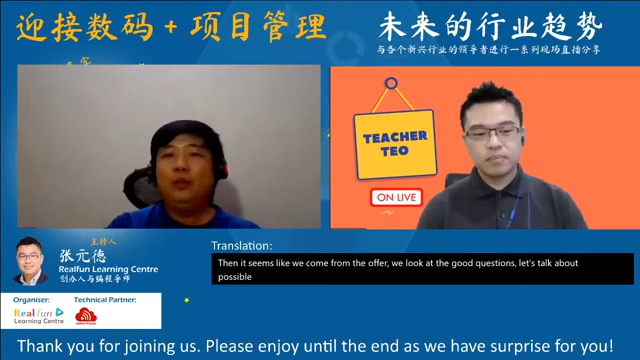 迎接数码 + 项目管理
未来的行业趋势
与各个新兴行业的领导者进行一系列现场直播分享
TEACHER
TEO
ON LIVE
主持人
张元德
Realfun Learning Centre
创办人与编程导师
Organiser:
Realfun
Learning Centre
Technical Partner:
Translation:
Then it seems like we come from the offer, we look at the good questions, let's talk about
possible
Thank you for joining us. Please enjoy until the end as we have surprise for you!